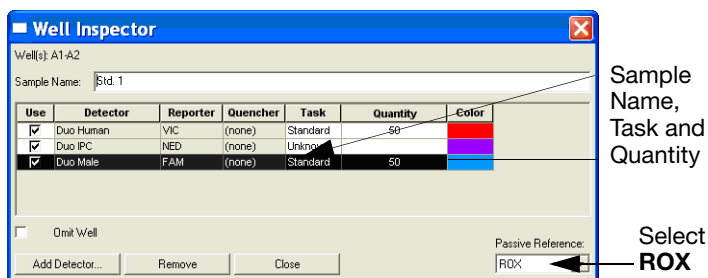 Well Inspector
Well(s): A1-A2
Sample Name: Std. 1
Use Detector Reporter Quencher Task Quantity Color
Duo Human VIC (none) Standard 50
Duo IPC NED (none)
Duo Male FAM (none) Standard 50
Omit Well
Passive Reference:
Add Detector... Remove Close ROX
Sample
Name,
Task and
Quantity
Select
ROX